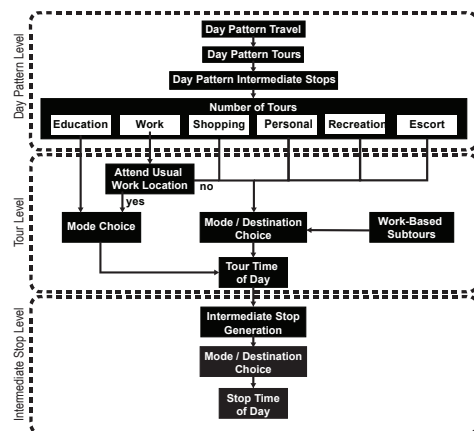 Day Pattern Level
Day Pattern Travel
Day Pattern Tours
Day Pattern Intermediate Stops
Number of Tours
Education
Work
Shopping
Personal
Recreation
Escort
Tour Level
Attend Usual
Work Location
no
yes
Mode Choice
Mode / Destination
Choice
Work-Based
Subtours
Tour Time
of Day
Intermediate Stop Level
Intermediate Stop
Generation
Mode / Destination
Choice
Stop Time
of Day